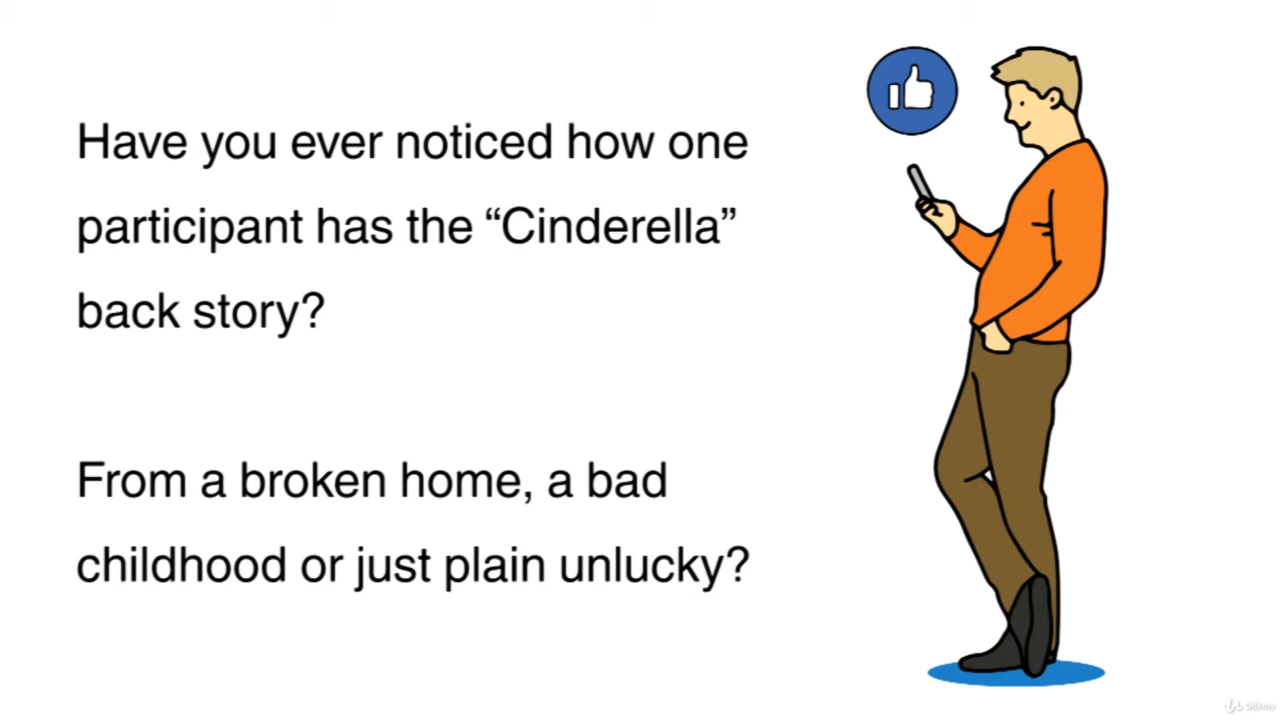 Have you ever noticed how one
participant has the “Cinderella”
back story?
From a broken home, a bad
childhood or just plain unlucky?
Udemy